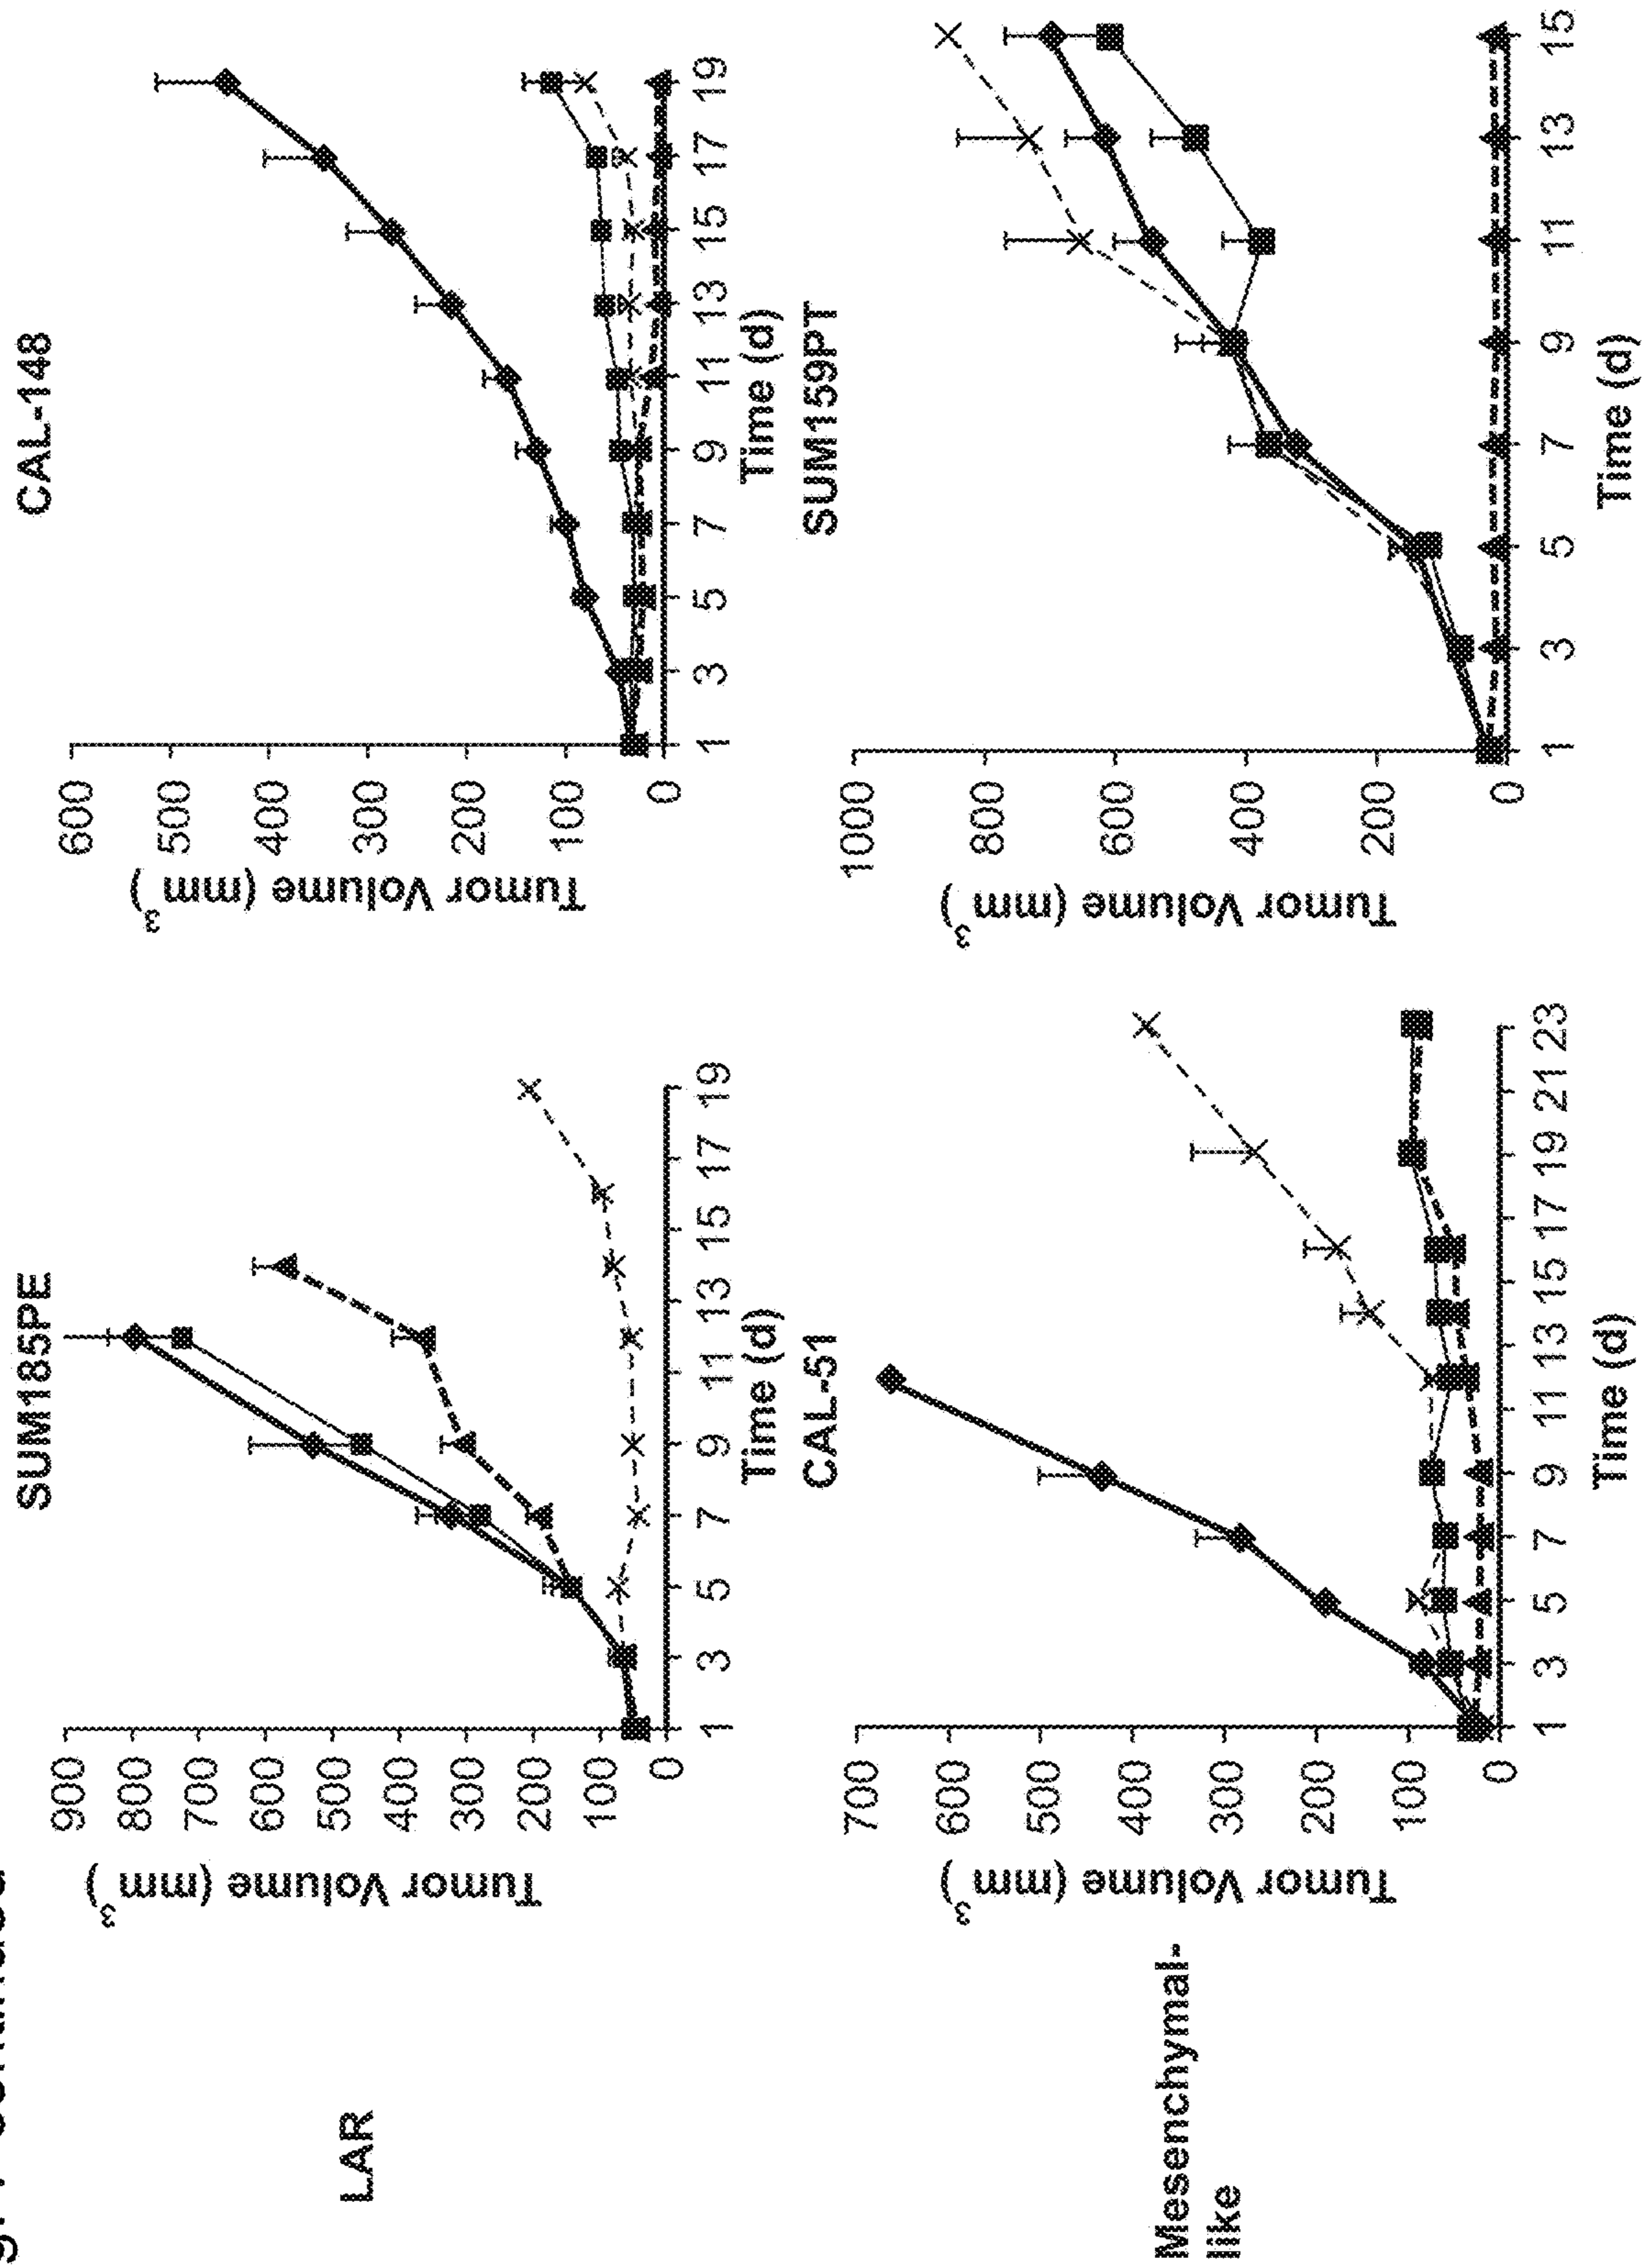 SUM185PE
LAR
Tumor Volume (mm³)
900
800
700
600
500
400
300
200
100
0
1 3 5 7 9 11 13 15 17 19
Time (d)
CAL-148
Tumor Volume (mm³)
600
500
400
300
200
100
0
1 3 5 7 9 11 13 15 17 19
Time (d)
Mesenchymal-
like
CAL-51
Tumor Volume (mm³)
700
600
500
400
300
200
100
0
1 3 5 7 9 11 13 15 17 19 21 23
Time (d)
SUM159PT
Tumor Volume (mm³)
1000
800
600
400
200
0
1 3 5 7 9 11 13 15
Time (d)